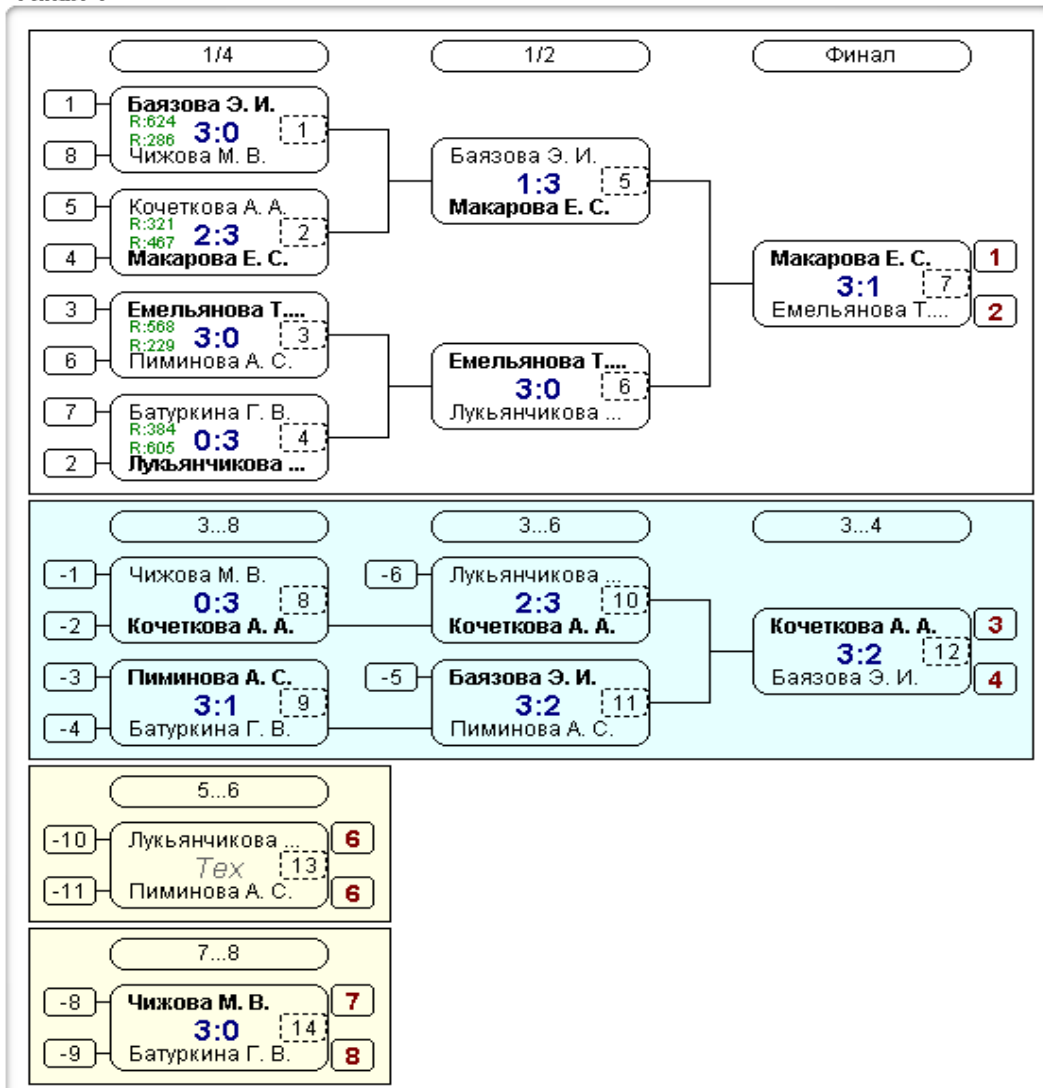 1/4
1/2
Финал
1
Баязова Э. И.
R:624
R:286
3:0
1
8
Чижова М. В.
5
Кочеткова А. А.
R:321
R:467
2:3
2
4
Макарова Е. С.
3
Емельянова Т....
R:568
R:229
3:0
3
6
Пиминова А. С.
7
Батуркина Г. В.
R:384
R:605
0:3
4
2
Лукьянчикова ...
Баязова Э. И.
1:3
5
Макарова Е. С.
Емельянова Т....
3:0
6
Лукьянчикова ...
Макарова Е. С.
1
3:1
7
Емельянова Т....
2
3...8
3...6
3...4
-1
Чижова М. В.
0:3
8
-2
Кочеткова А. А.
-3
Пиминова А. С.
3:1
9
-4
Батуркина Г. В.
-6
Лукьянчикова ...
2:3
10
Кочеткова А. А.
-5
Баязова Э. И.
3:2
11
Пиминова А. С.
Кочеткова А. А.
3
3:2
12
Баязова Э. И.
4
5...6
-10
Лукьянчикова ...
6
Тех
13
-11
Пиминова А. С.
6
7...8
-8
Чижова М. В.
7
3:0
14
-9
Батуркина Г. В.
8